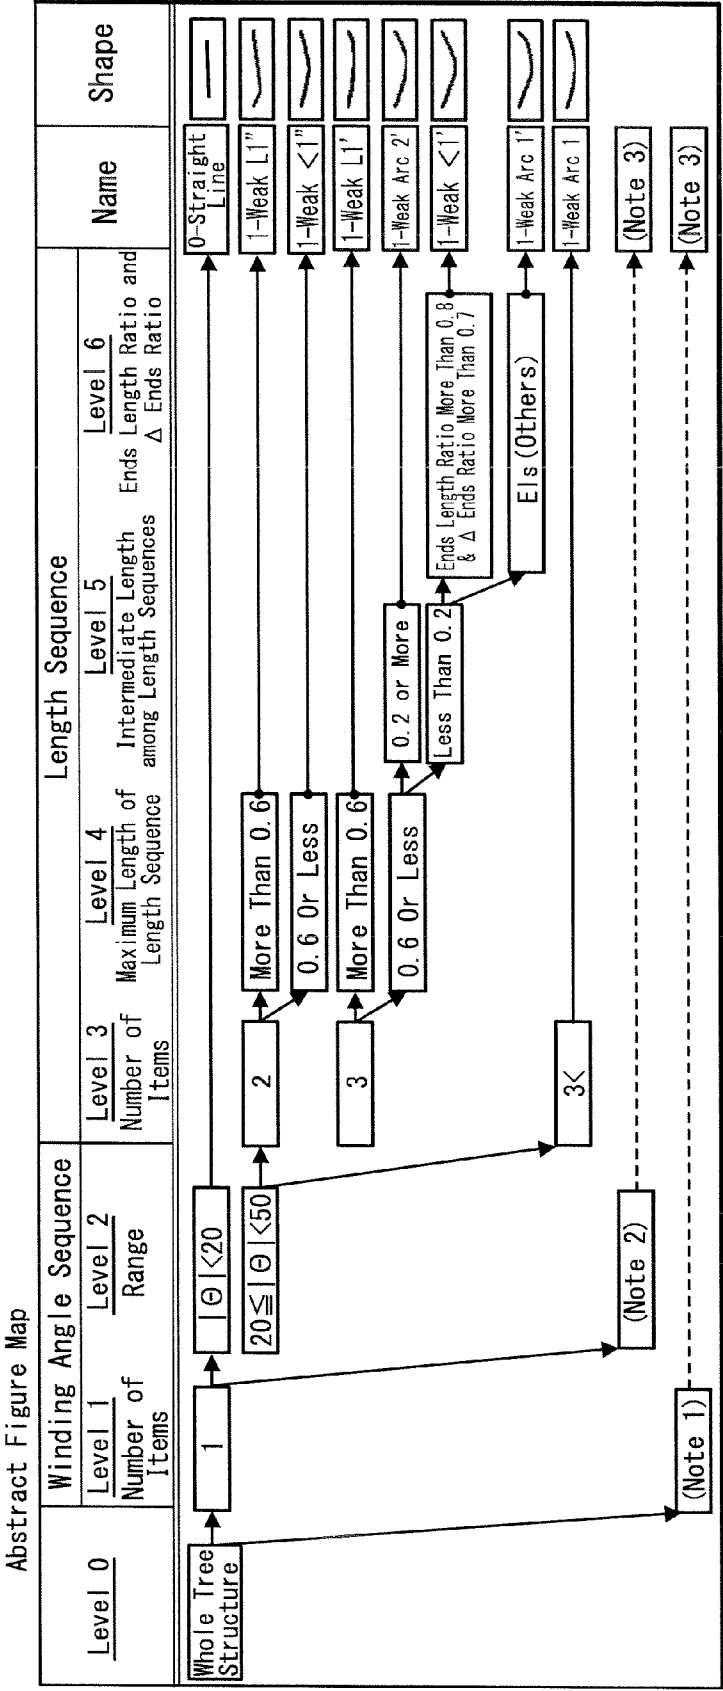 Abstract Figure Map
Level 0
Winding Angle Sequence
Length Sequence
Name
Shape
Level 1
Number of
Items
Level 2
Range
Level 3
Number of
Items
Level 4
Maximum Length of
Length Sequence
Level 5
Intermediate Length
among Length Sequences
Level 6
Ends Length Ratio and
Δ Ends Ratio
Whole Tree
Structure
1
|Θ|<20
0-Straight
Line
20≦|Θ|<50
2
More Than 0.6
1-Weak L1"
0.6 Or Less
1-Weak <1"
3
More Than 0.6
1-Weak L1'
0.6 Or Less
0.2 or More
1-Weak Arc 2'
Less Than 0.2
Ends Length Ratio More Than 0.8
& Δ Ends Ratio More Than 0.7
1-Weak <1'
Els(Others)
1-Weak Arc 1'
3<
1-Weak Arc 1
(Note 2)
(Note 3)
(Note 1)
(Note 3)